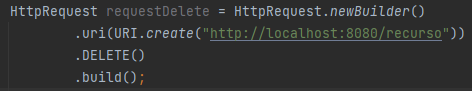 HttpRequest requestDelete = HttpRequest.newBuilder()
.uri(URI.create("http://localhost:8080/recurso"))
.DELETE()
.build();